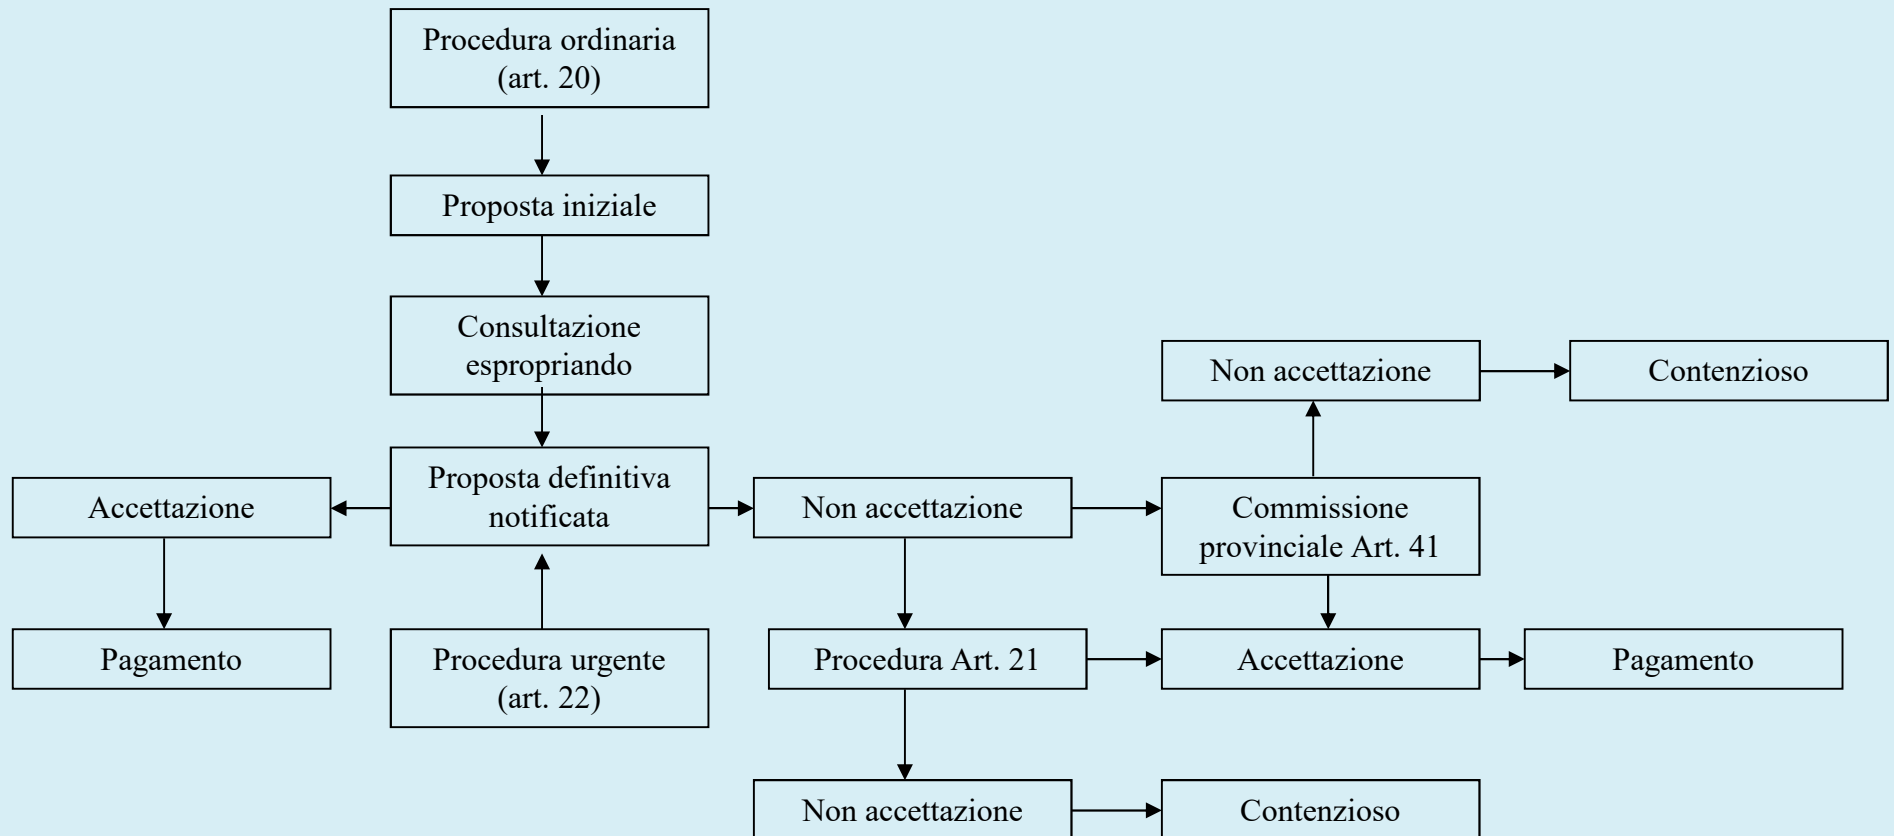 Procedura ordinaria
(art. 20)
Proposta iniziale
Consultazione
espropriando
Non accettazione
Contenzioso
Accettazione
Proposta definitiva
notificata
Non accettazione
Commissione
provinciale Art. 41
Pagamento
Procedura urgente
(art. 22)
Procedura Art. 21
Accettazione
Pagamento
Non accettazione
Contenzioso